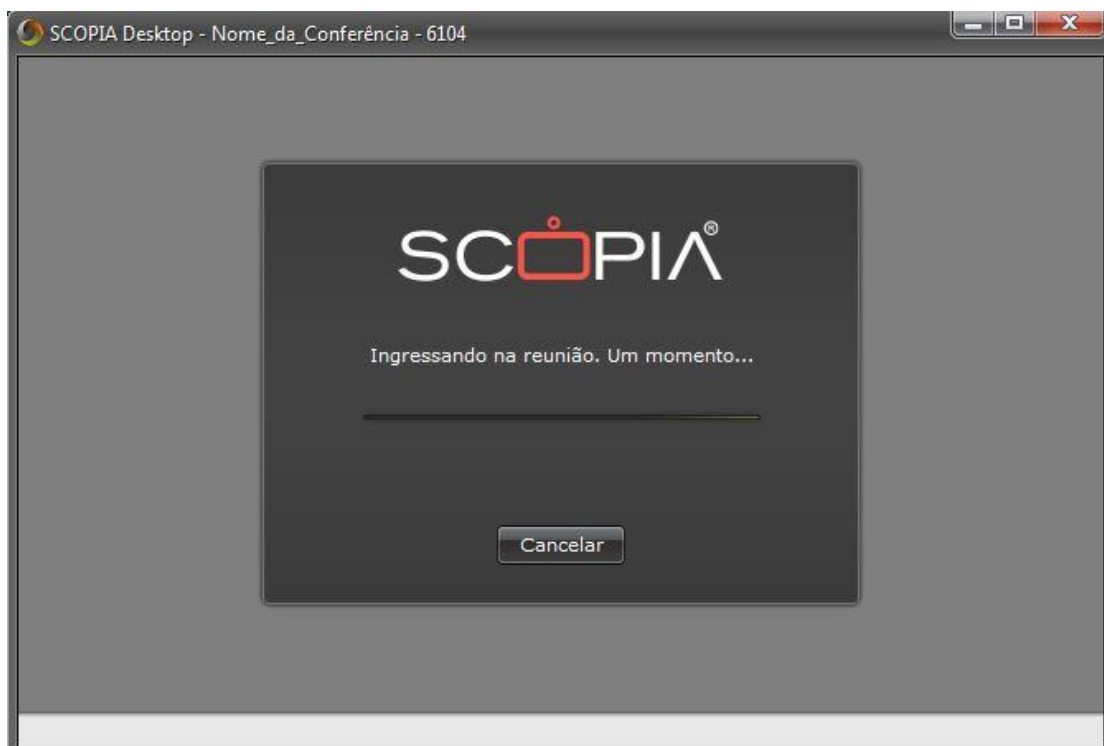 SCOPIA Desktop - Nome_da_Conferência - 6104
SCOPIA®
Ingressando na reunião. Um momento...
Cancelar